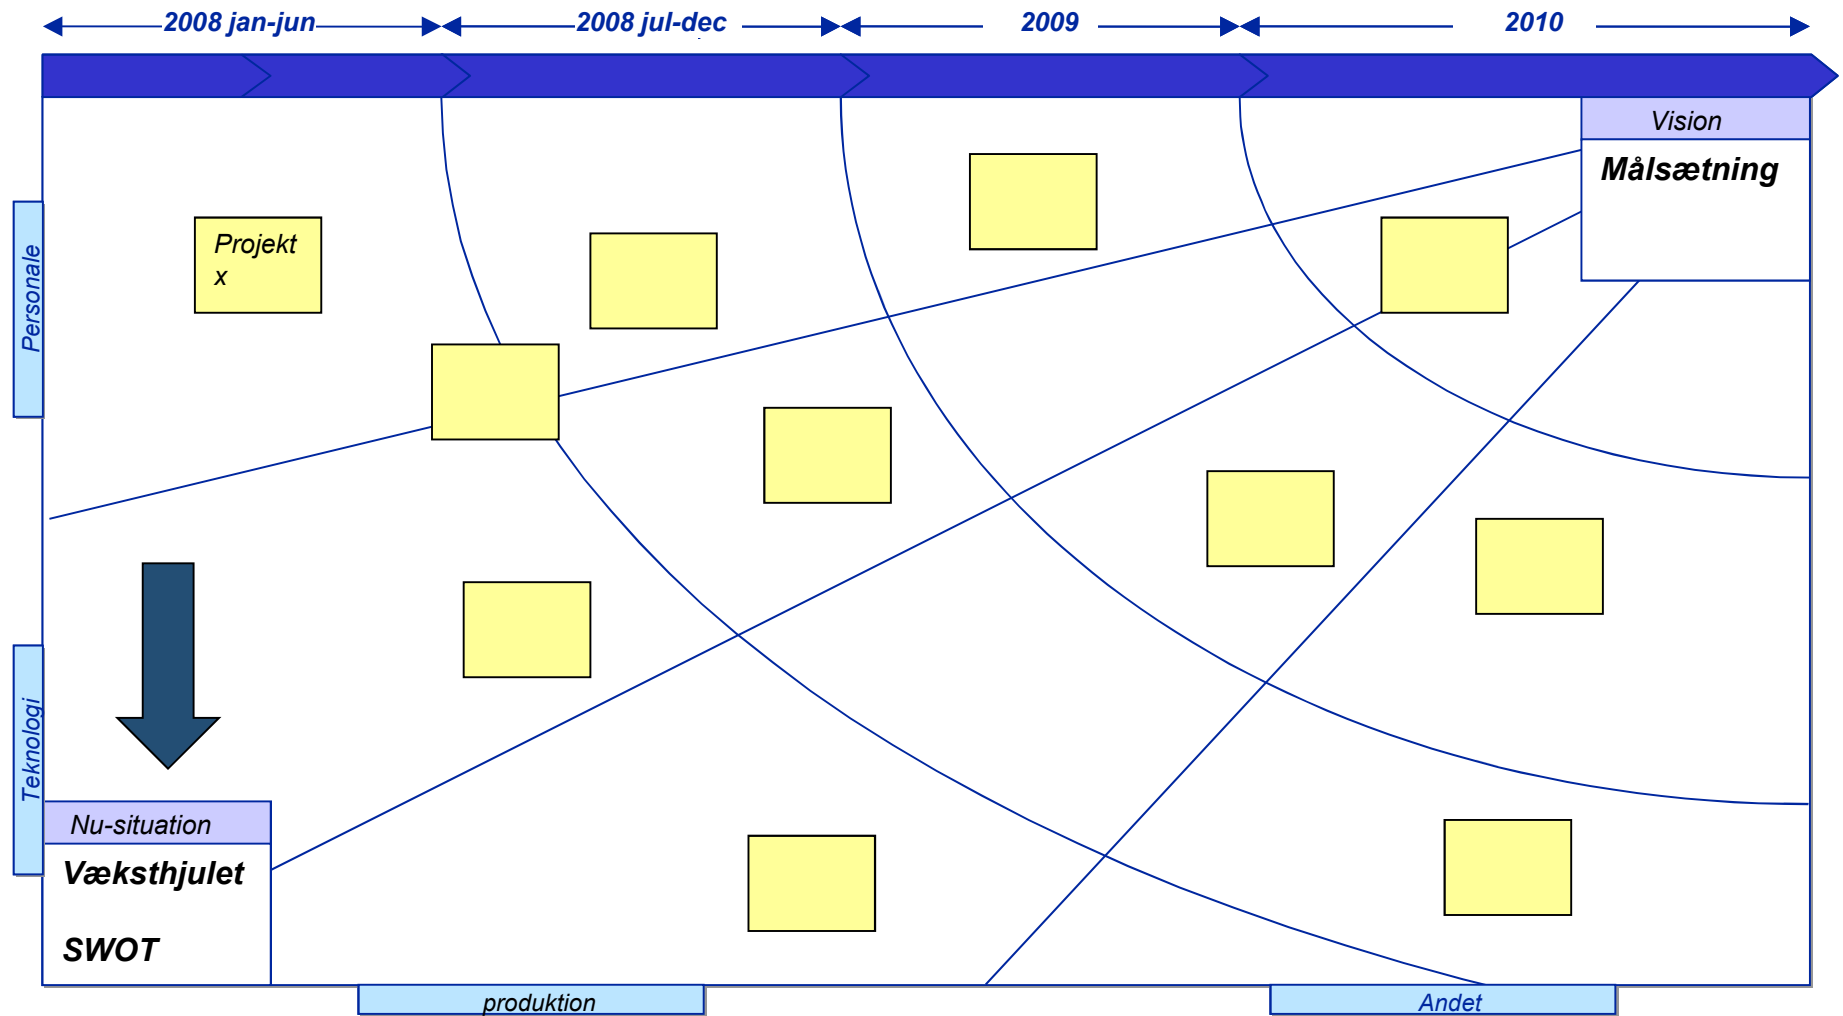 2008 jan-jun
2008 jul-dec
2009
2010
Vision
Målsætning
Projekt
x
Personale
Teknologi
Nu-situation
Væksthjulet
SWOT
produktion
Andet